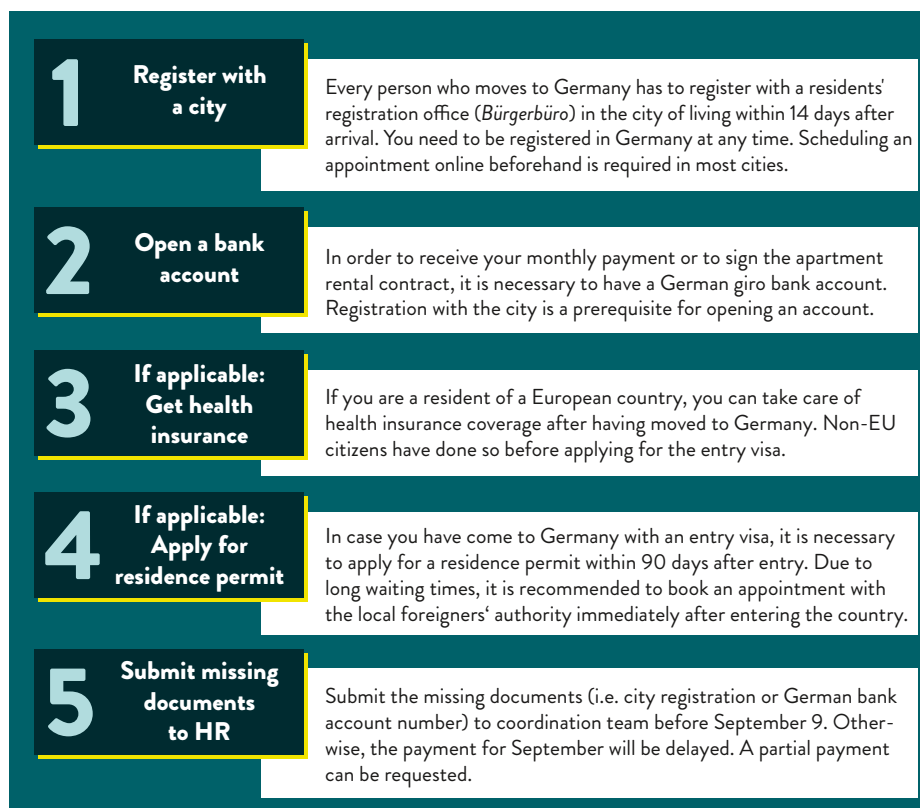 1
Register with
a city
Every person who moves to Germany has to register with a residents'
registration office (Bürgerbüro) in the city of living within 14 days after
arrival. You need to be registered in Germany at any time. Scheduling an
appointment online beforehand is required in most cities.
2
Open a bank
account
In order to receive your monthly payment or to sign the apartment
rental contract, it is necessary to have a German giro bank account.
Registration with the city is a prerequisite for opening an account.
3
If applicable:
Get health
insurance
If you are a resident of a European country, you can take care of
health insurance coverage after having moved to Germany. Non-EU
citizens have done so before applying for the entry visa.
4
If applicable:
Apply for
residence permit
In case you have come to Germany with an entry visa, it is necessary
to apply for a residence permit within 90 days after entry. Due to
long waiting times, it is recommended to book an appointment with
the local foreigners‘ authority immediately after entering the country.
5
Submit missing
documents
to HR
Submit the missing documents (i.e. city registration or German bank
account number) to coordination team before September 9. Other-
wise, the payment for September will be delayed. A partial payment
can be requested.